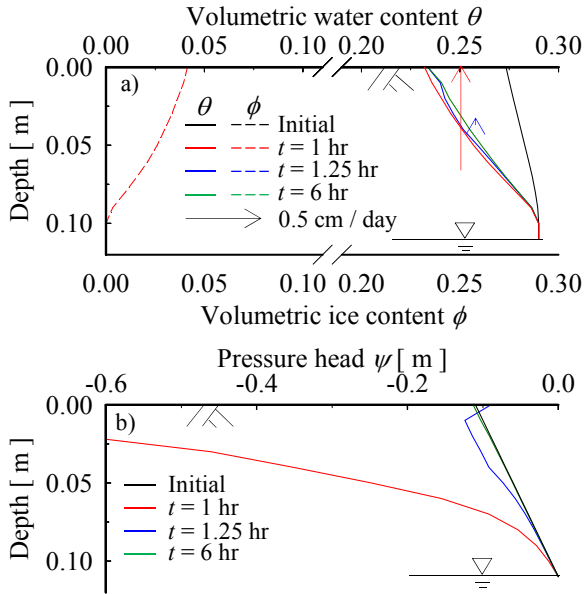 Volumetric water content θ
0.00 0.05 0.10 0.20 0.25 0.30
0.00
0.05
0.10
Depth [ m ]
a)
θ ϕ
Initial
t = 1 hr
t = 1.25 hr
t = 6 hr
0.5 cm / day
0.00 0.05 0.10 0.20 0.25 0.30
Volumetric ice content ϕ
Pressure head ψ [ m ]
-0.6 -0.4 -0.2 0.0
0.00
0.05
0.10
Depth [ m ]
b)
Initial
t = 1 hr
t = 1.25 hr
t = 6 hr